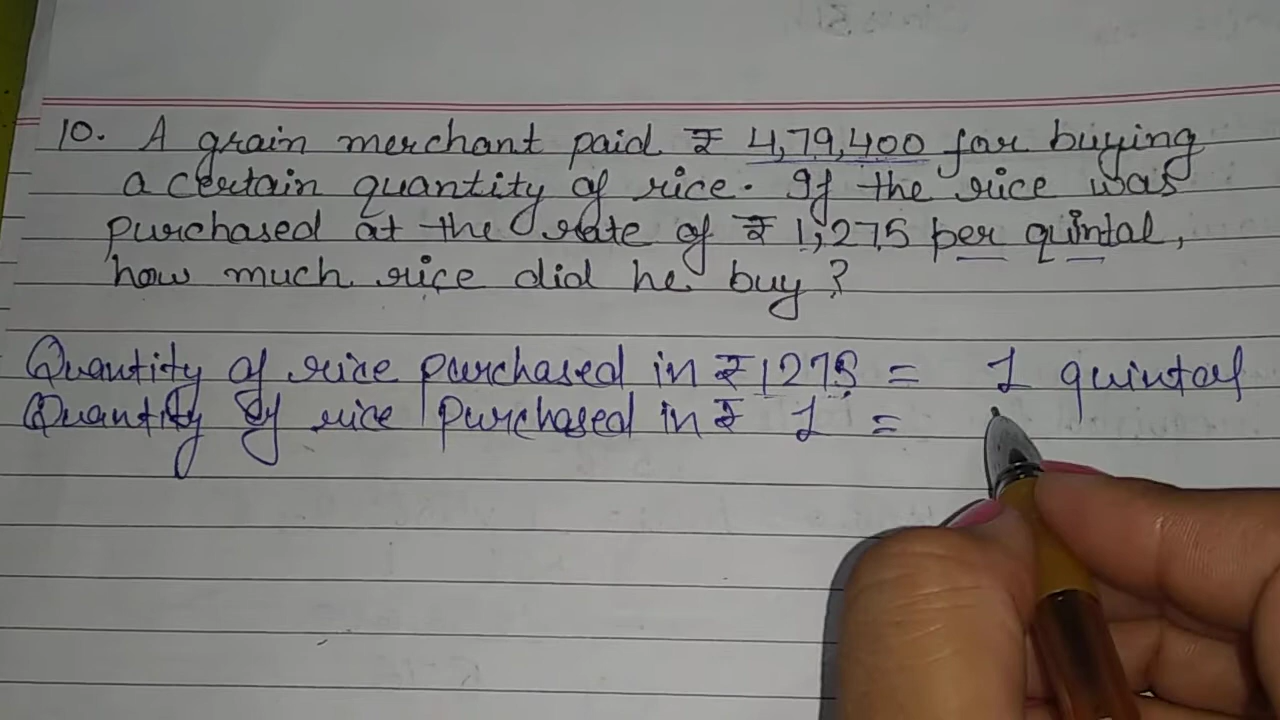 10. A grain merchant paid ₹ 4,79,400 for buying
a certain quantity of rice. If the rice was
purchased at the rate of ₹ 1,275 per quintal,
how much rice did he buy?
Quantity of rice purchased in ₹ 1275 = 1 quintal
Quantity of rice purchased in ₹ 1 =